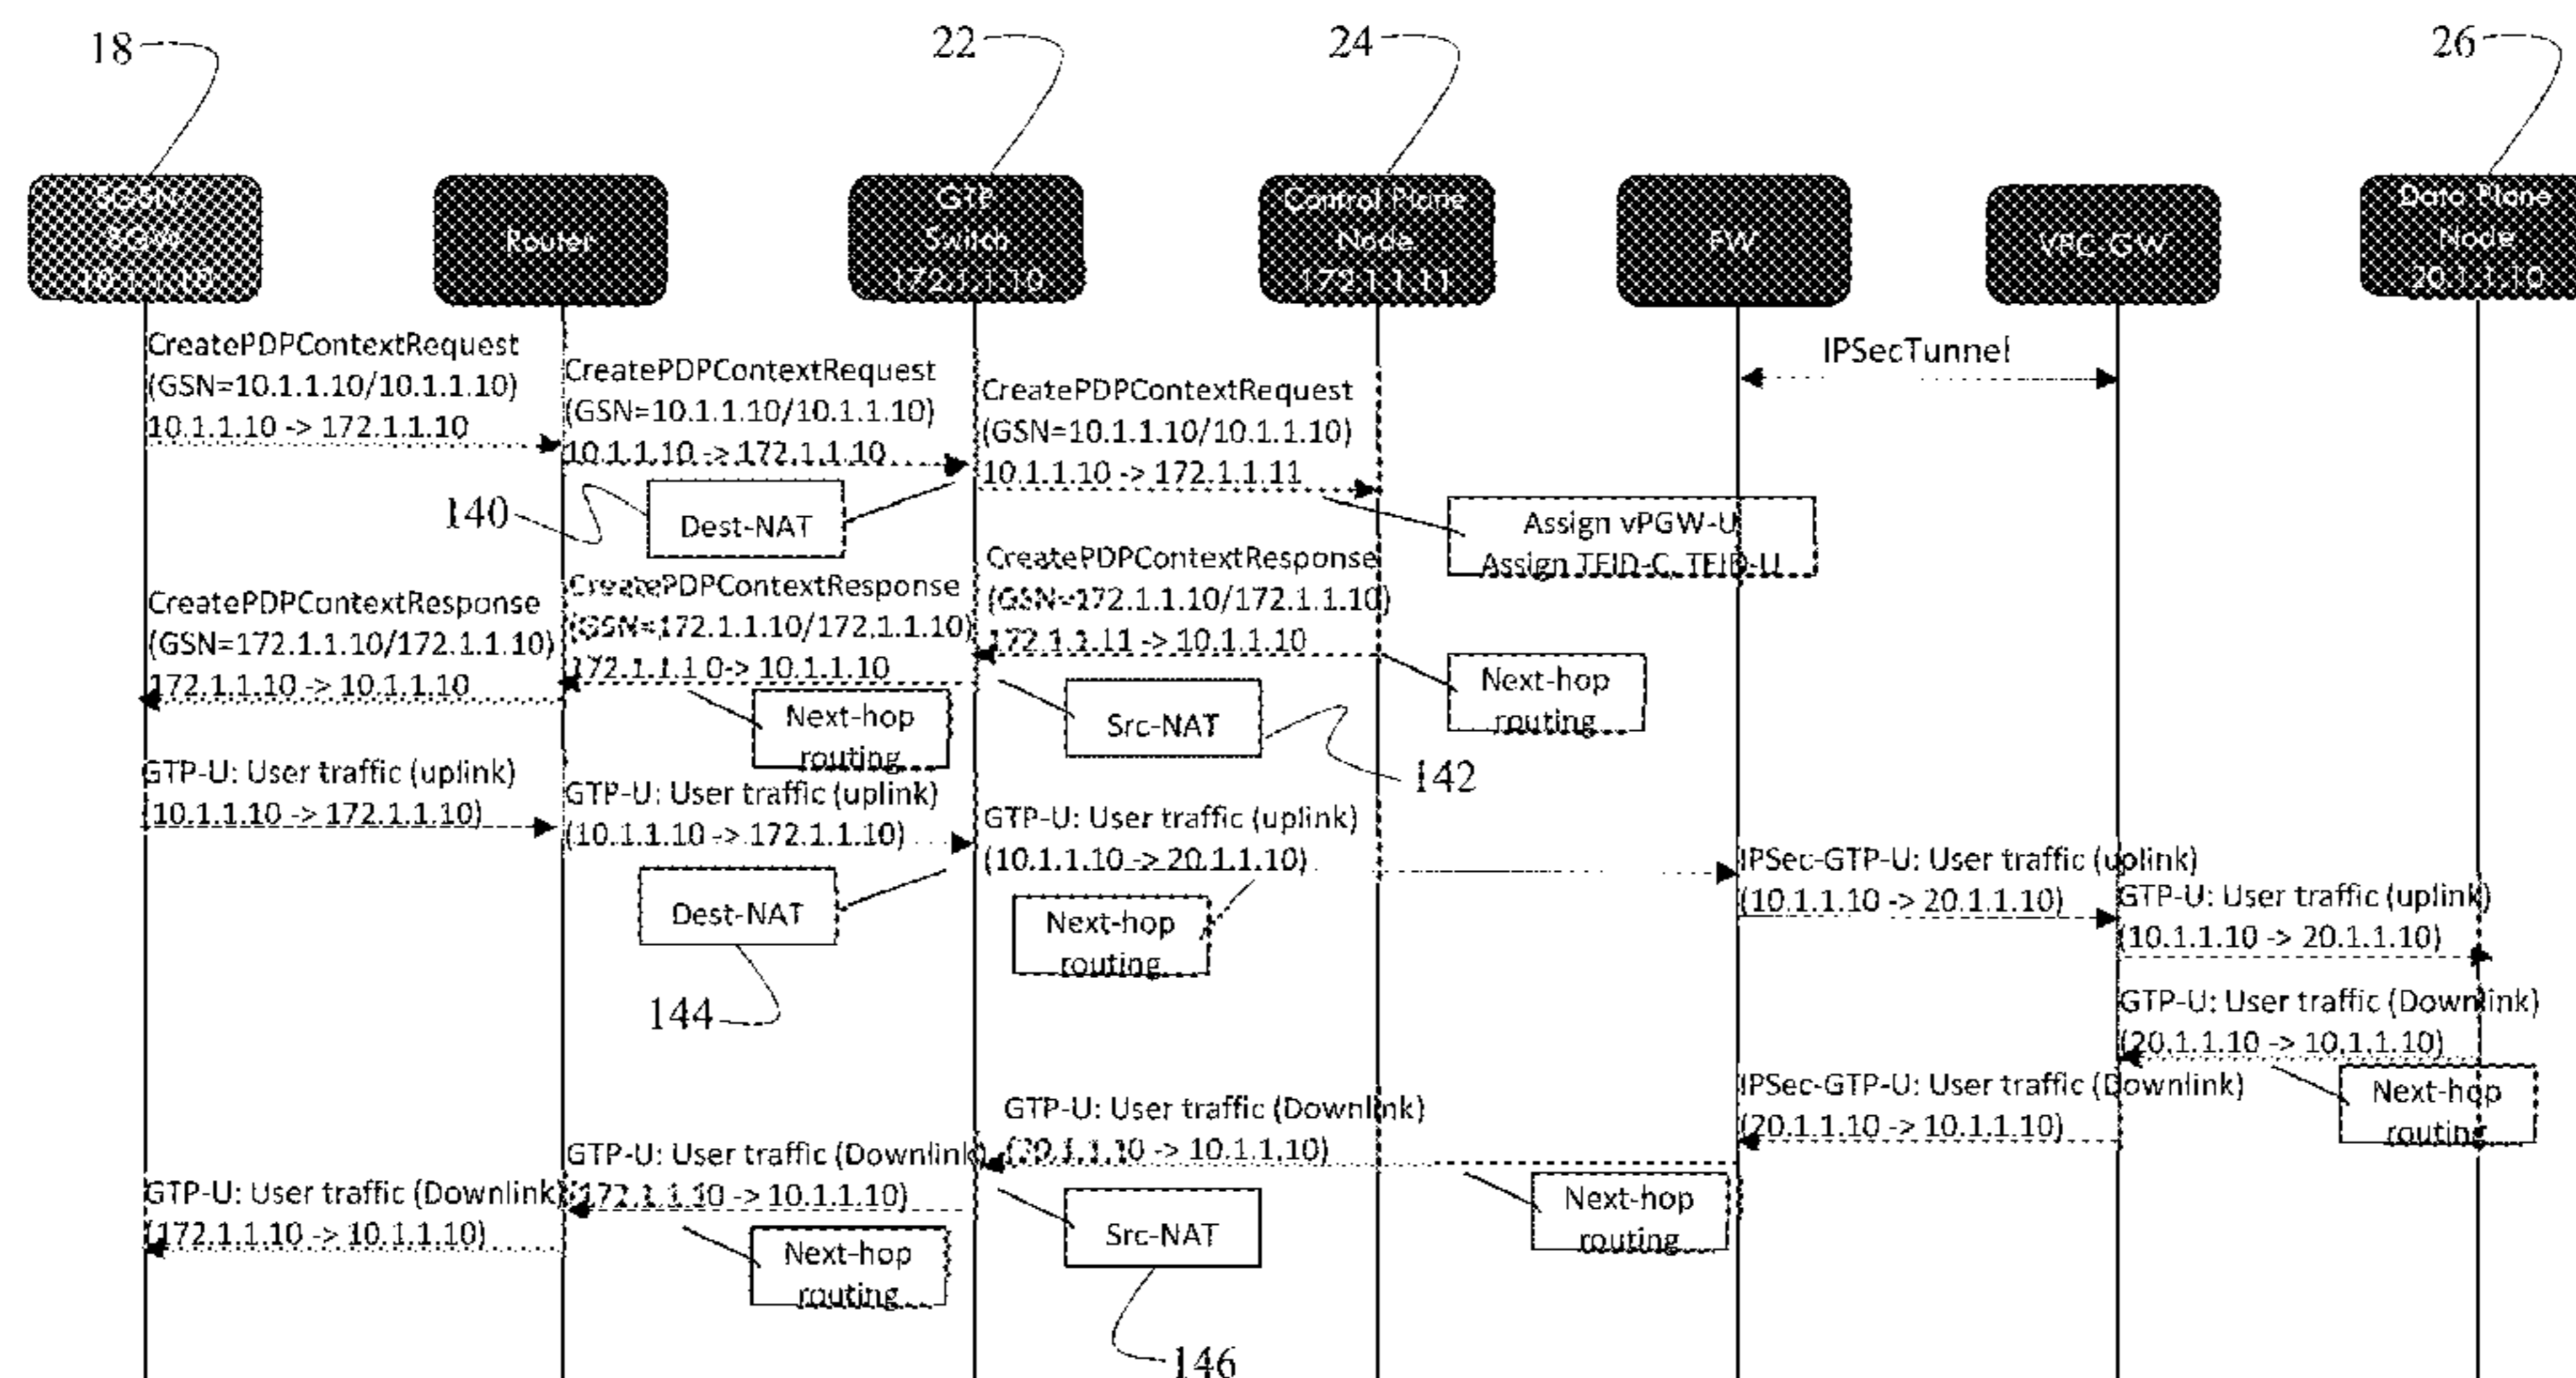 18
22
24
26
SGSN
SGW
10.1.1.10
Router
GTP
Switch
172.1.1.10
Control Plane
Node
172.1.1.11
FW
VPC-GW
Data Plane
Node
20.1.1.10
CreatePDPContextRequest
(GSN=10.1.1.10/10.1.1.10)
10.1.1.10 -> 172.1.1.10
CreatePDPContextRequest
(GSN=10.1.1.10/10.1.1.10)
10.1.1.10 -> 172.1.1.10
CreatePDPContextRequest
(GSN=10.1.1.10/10.1.1.10)
10.1.1.10 -> 172.1.1.11
IPSecTunnel
140
Dest-NAT
Assign vPGW-U
Assign TEID-C, TEID-U
CreatePDPContextResponse
(GSN=172.1.1.10/172.1.1.10)
172.1.1.11 -> 10.1.1.10
CreatePDPContextResponse
(GSN=172.1.1.10/172.1.1.10)
172.1.1.1 0-> 10.1.1.10
CreatePDPContextResponse
(GSN=172.1.1.10/172.1.1.10)
172.1.1.10 -> 10.1.1.10
Next-hop
routing
Src-NAT
Next-hop
routing
142
GTP-U: User traffic (uplink)
(10.1.1.10 -> 172.1.1.10)
GTP-U: User traffic (uplink)
(10.1.1.10 -> 172.1.1.10)
GTP-U: User traffic (uplink)
(10.1.1.10 -> 20.1.1.10)
IPSec-GTP-U: User traffic (uplink)
(10.1.1.10 -> 20.1.1.10)
GTP-U: User traffic (uplink)
(10.1.1.10 -> 20.1.1.10)
Dest-NAT
Next-hop
routing
144
GTP-U: User traffic (Downlink)
(20.1.1.10 -> 10.1.1.10)
Next-hop
routing
IPSec-GTP-U: User traffic (Downlink)
(20.1.1.10 -> 10.1.1.10)
GTP-U: User traffic (Downlink)
(20.1.1.10 -> 10.1.1.10)
GTP-U: User traffic (Downlink)
(172.1.1.10 -> 10.1.1.10)
GTP-U: User traffic (Downlink)
(172.1.1.10 -> 10.1.1.10)
Next-hop
routing
Src-NAT
Next-hop
routing
146